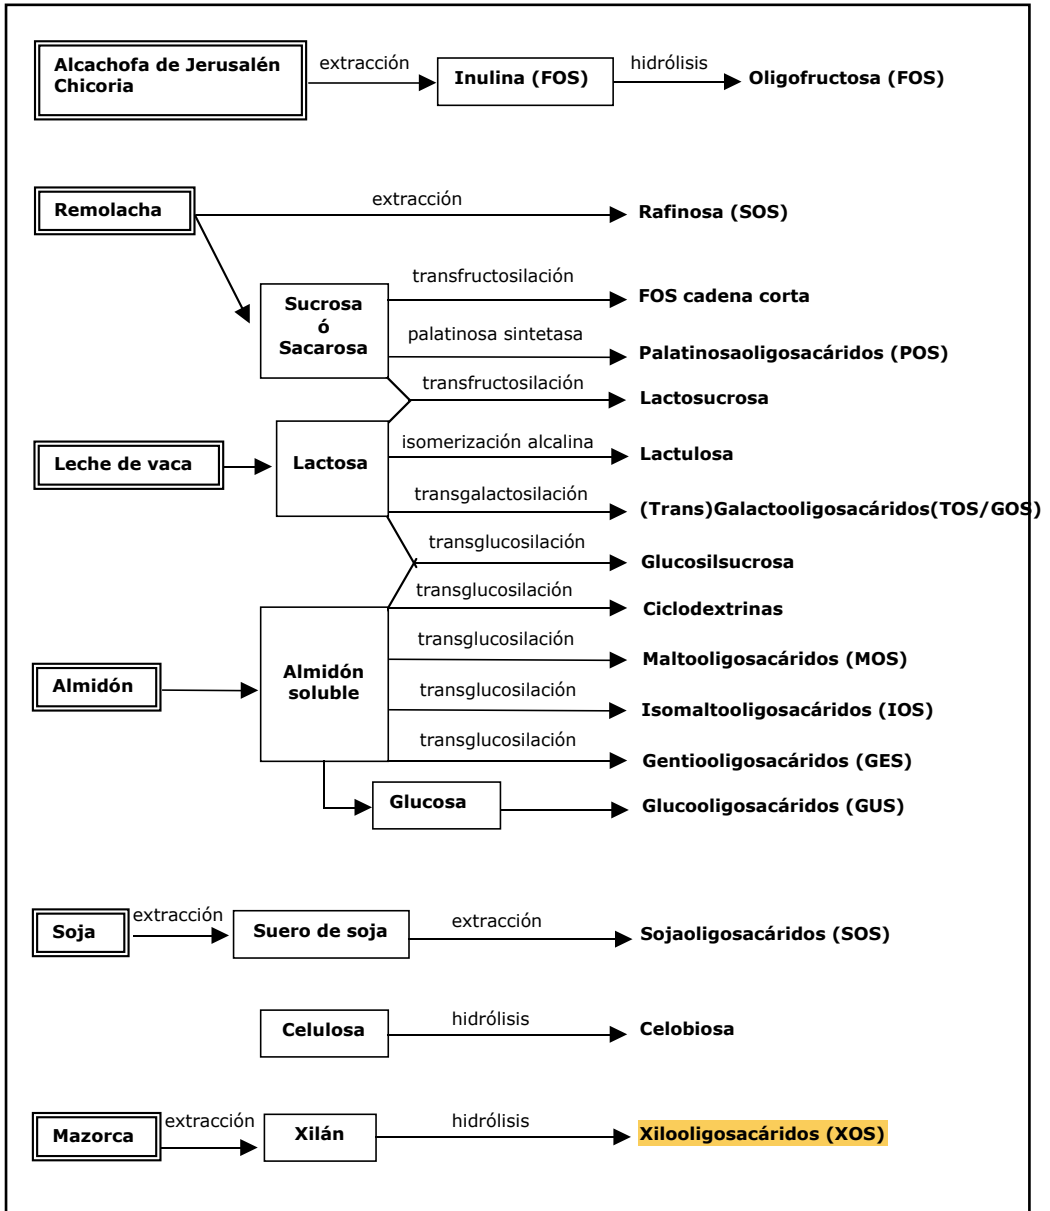 Alcachofa de Jerusalén
Chicoria
extracción
Inulina (FOS)
hidrólisis
Oligofructosa (FOS)
Remolacha
extracción
Rafinosa (SOS)
Sucrosa
ó
Sacarosa
transfructosilación
FOS cadena corta
palatinosa sintetasa
Palatinosaoligosacáridos (POS)
transfructosilación
Lactosucrosa
Leche de vaca
Lactosa
isomerización alcalina
Lactulosa
transgalactosilación
(Trans)Galactooligosacáridos(TOS/GOS)
transglucosilación
Glucosilsucrosa
transglucosilación
Ciclodextrinas
Almidón
Almidón
soluble
transglucosilación
Maltooligosacáridos (MOS)
transglucosilación
Isomaltooligosacáridos (IOS)
transglucosilación
Gentiooligosacáridos (GES)
Glucosa
Glucooligosacáridos (GUS)
Soja
extracción
Suero de soja
extracción
Sojaoligosacáridos (SOS)
Celulosa
hidrólisis
Celobiosa
Mazorca
extracción
Xilán
hidrólisis
Xilooligosacáridos (XOS)